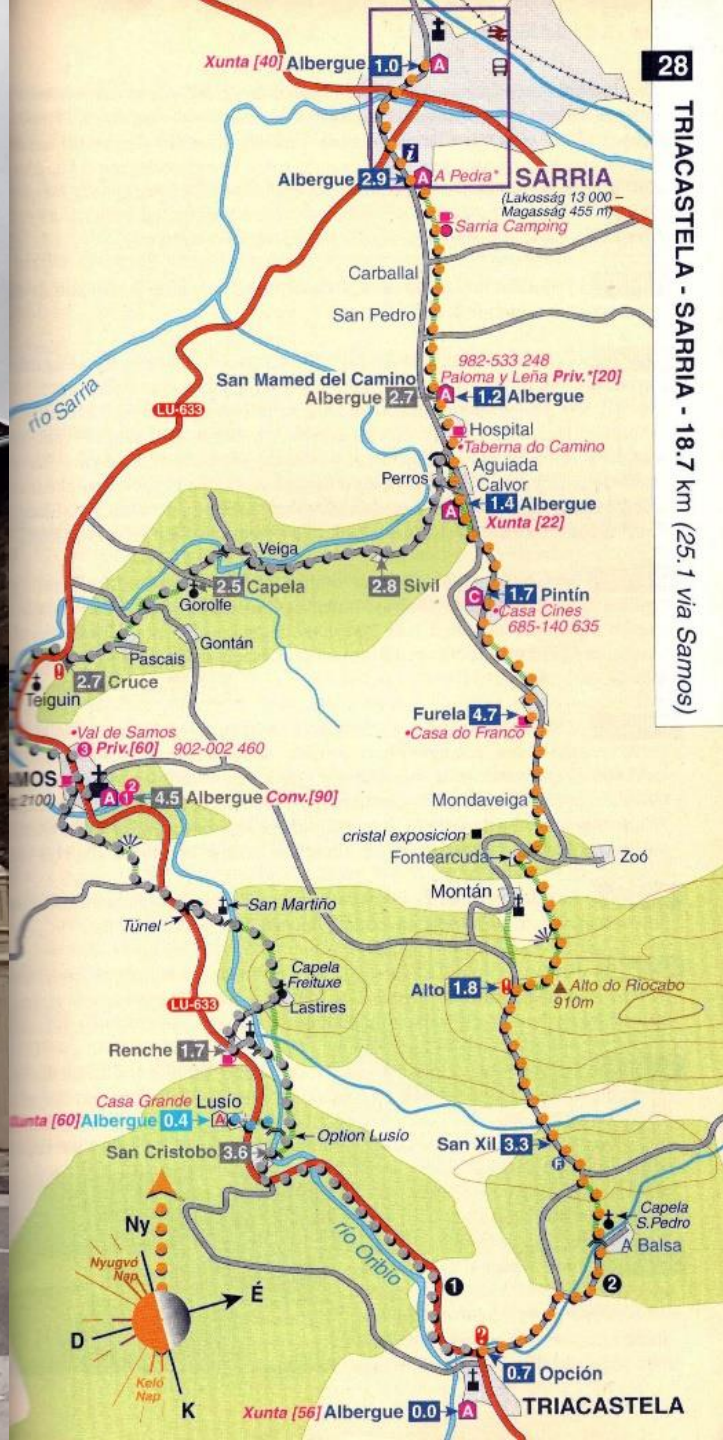 Xunta [40] Albergue 1.0 A
28
TRIACASTELA - SARRIA - 18.7 km (25.1 via Samos)
i
Albergue 2.9 A A Pedra*
SARRIA
(Lakosság 13 000 –
Magasság 455 m)
Sarria Camping
Carballal
San Pedro
río Sarria
LU-633
982-533 248
San Mamed del Camino
Paloma y Leña Priv.*[20]
Albergue 2.7 A 1.2 Albergue
Hospital
•Taberna do Camino
Perros
Aguiada
Calvor
A 1.4 Albergue
Xunta [22]
Veiga
2.5 Capela
2.8 Sivil
Gorolfe
C 1.7 Pintín
•Casa Cines
685-140 635
Gontán
Pascais
2.7 Cruce
Teiguin
Furela 4.7
•Casa do Franco
•Val de Samos
3 Priv.[60] 902-002 460
MOS
2100)
A 1 2 4.5 Albergue Conv.[90]
Mondaveiga
cristal exposicion
Fontearcuda
Zoó
Montán
San Martiño
Túnel
Capela
Freituxe
Lastires
Alto 1.8
Alto do Riocabo
910m
LU-633
Renche 1.7
Casa Grande Lusío
[60] Albergue 0.4 A
Option Lusío
San Cristobo 3.6
San Xil 3.3
F
Capela
S.Pedro
A Balsa
río Oribio
1
2
Ny
Nyugvó
Nap
É
D
Kelő
Nap
K
?
0.7 Opción
TRIACASTELA
Xunta [56] Albergue 0.0 A